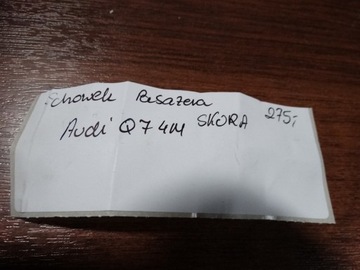 Schowek Pasażera
Audi Q7 4M SKÓRA 275,-